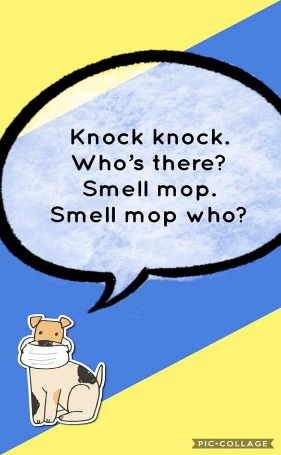 Knock knock.
Who's there?
Smell mop.
Smell mop who?
PIC•COLLAGE